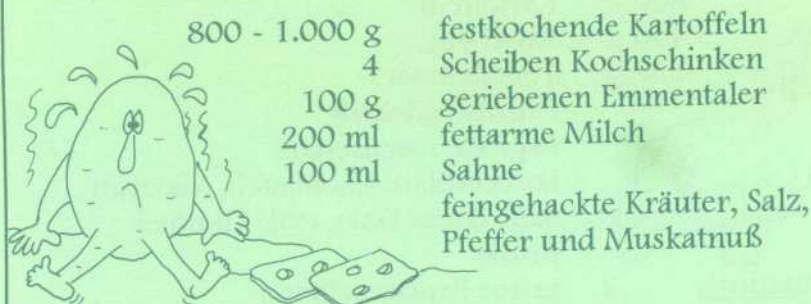 800 - 1.000 g festkochende Kartoffeln
4 Scheiben Kochschinken
100 g geriebenen Emmentaler
200 ml fettarme Milch
100 ml Sahne
feingehackte Kräuter, Salz,
Pfeffer und Muskatnuß